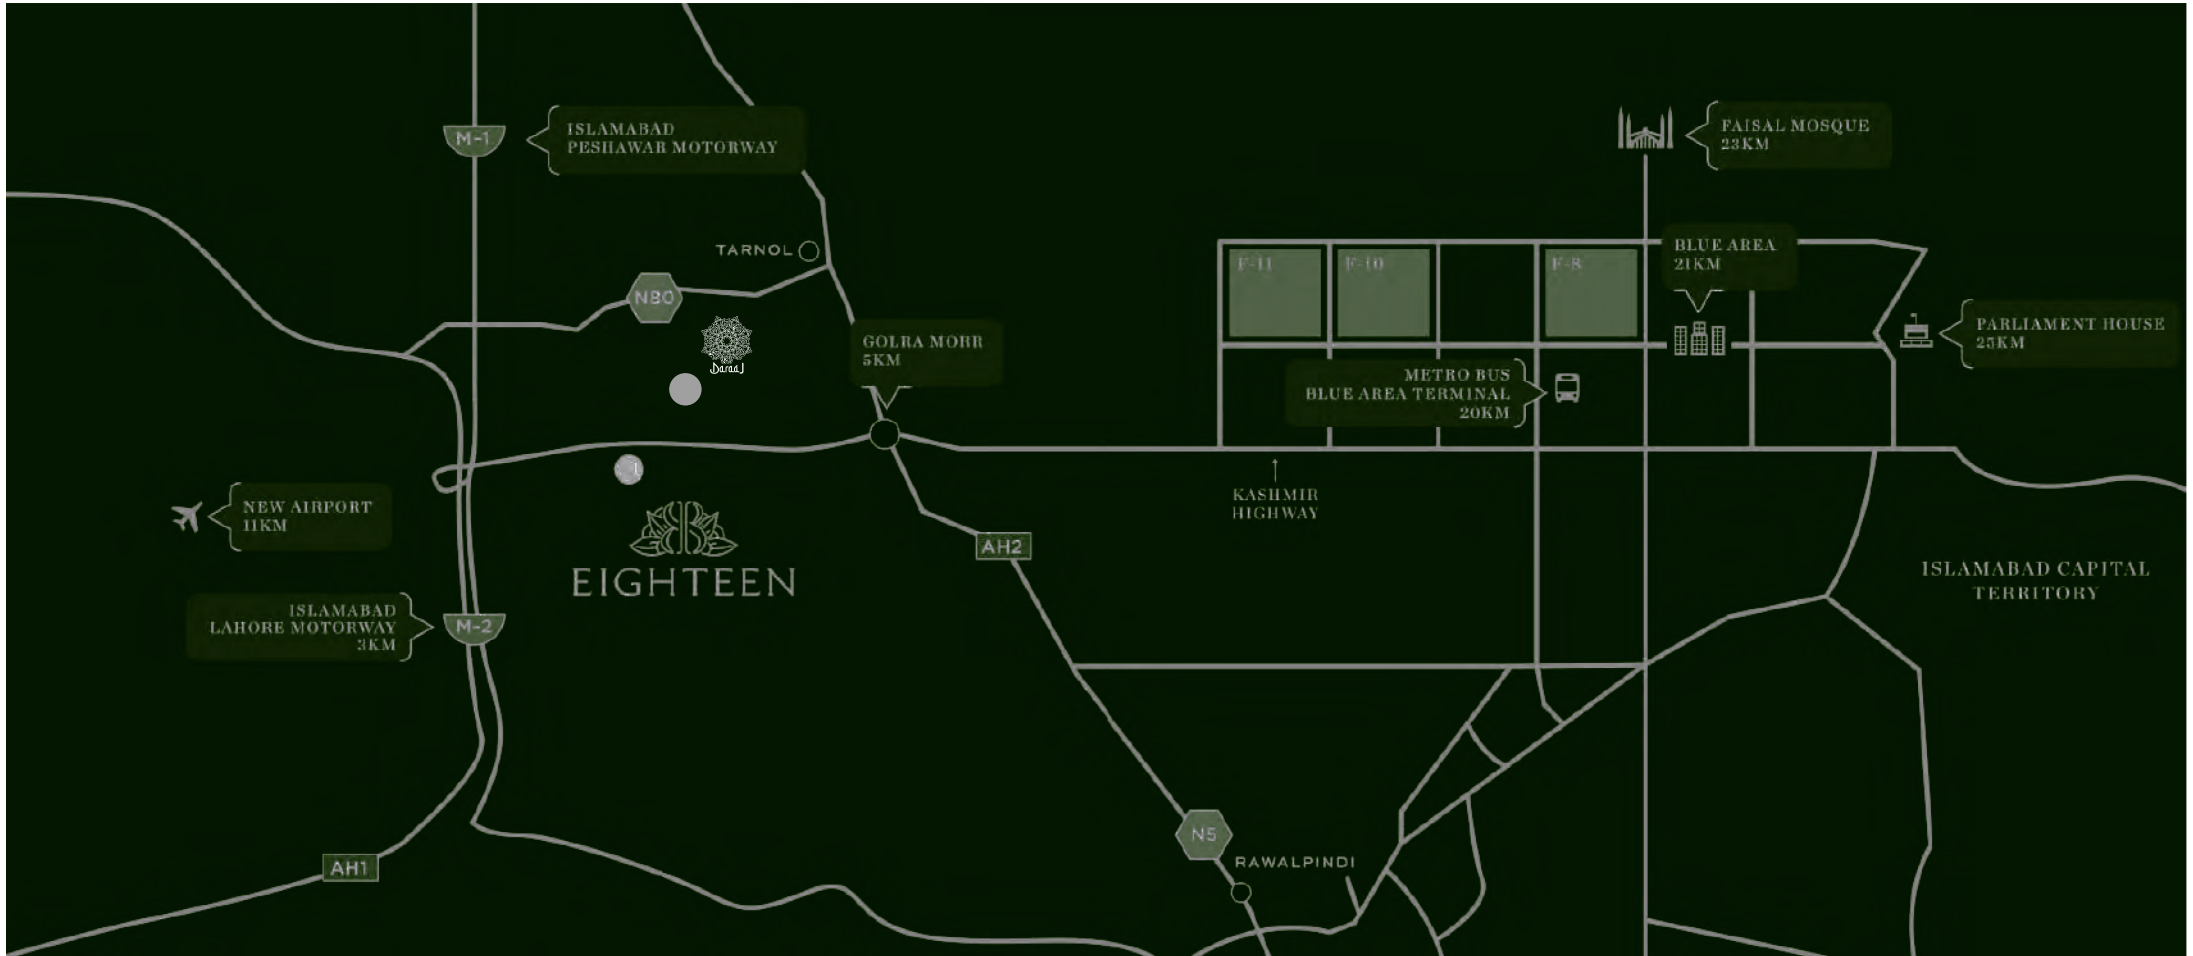 M-1
ISLAMABAD
PESHAWAR MOTORWAY
FAISAL MOSQUE
23KM
TARNOL
N80
F-11
F-10
F-8
BLUE AREA
21KM
Daraaj
GOLRA MORR
5KM
PARLIAMENT HOUSE
25KM
METRO BUS
BLUE AREA TERMINAL
20KM
NEW AIRPORT
11KM
KASHMIR
HIGHWAY
EIGHTEEN
AH2
ISLAMABAD CAPITAL
TERRITORY
ISLAMABAD
LAHORE MOTORWAY
3KM
M-2
N5
RAWALPINDI
AH1